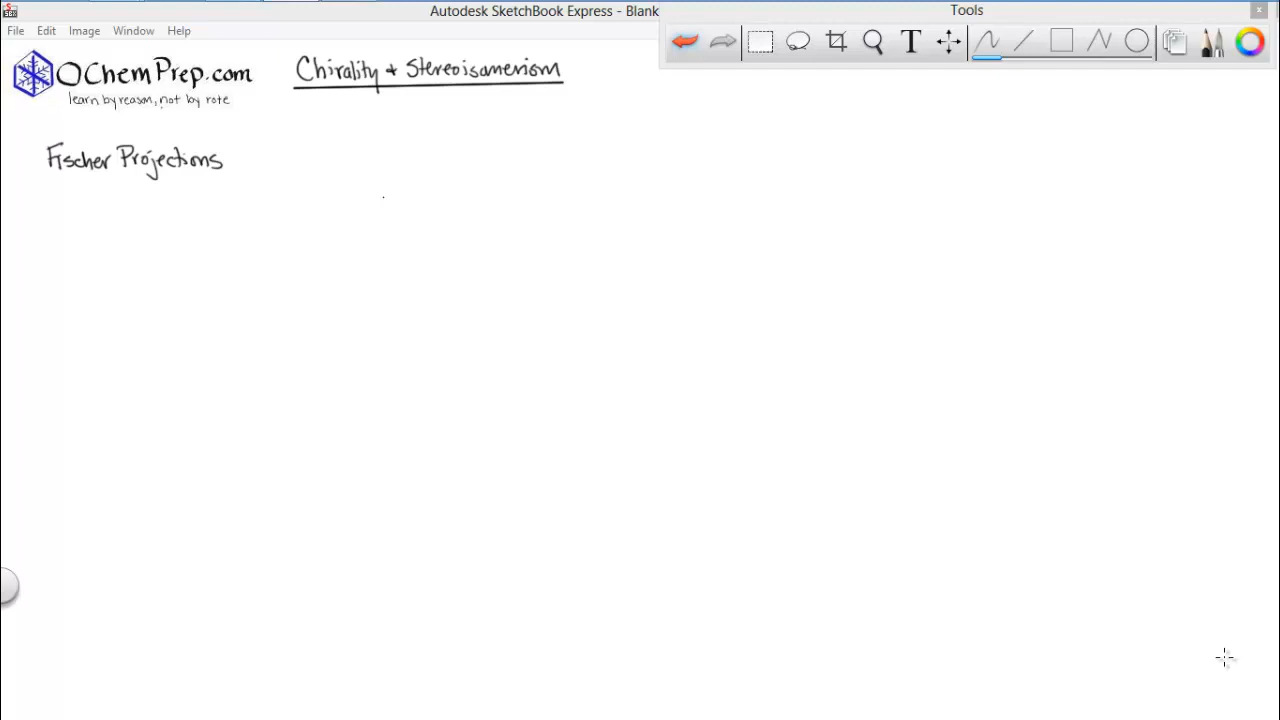 Autodesk SketchBook Express - Blank
Tools
File Edit Image Window Help
T
OChemPrep.com
learn by reason, not by rote
Chirality + Stereoisomerism
Fischer Projections